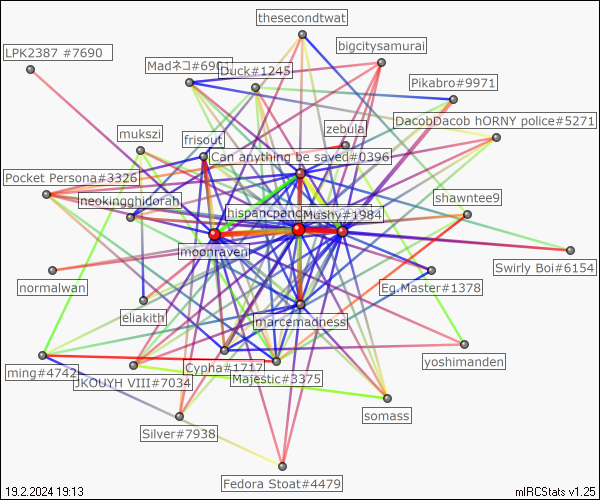 thesecondtwat
bigcitysamurai
LPK2387 #7690
Madネコ#690
Duck#1245
Pikabro#9971
DacobDacob hORNY police#5271
zebula
mukszi
frisout
Can anything be saved#0396
Pocket Persona#3326
neokingghidorah
shawntee9
hispancpanc
Mushy#1984
moonraven
Swirly Boi#6154
normalwan
Eg.Master#1378
eliakith
marcemadness
yoshimanden
ming#4742
Cypha#1717
JKOUYH VIII#7034
Majestic#3375
somass
Silver#7938
Fedora Stoat#4479
19.2.2024 19:13
mIRCStats v1.25